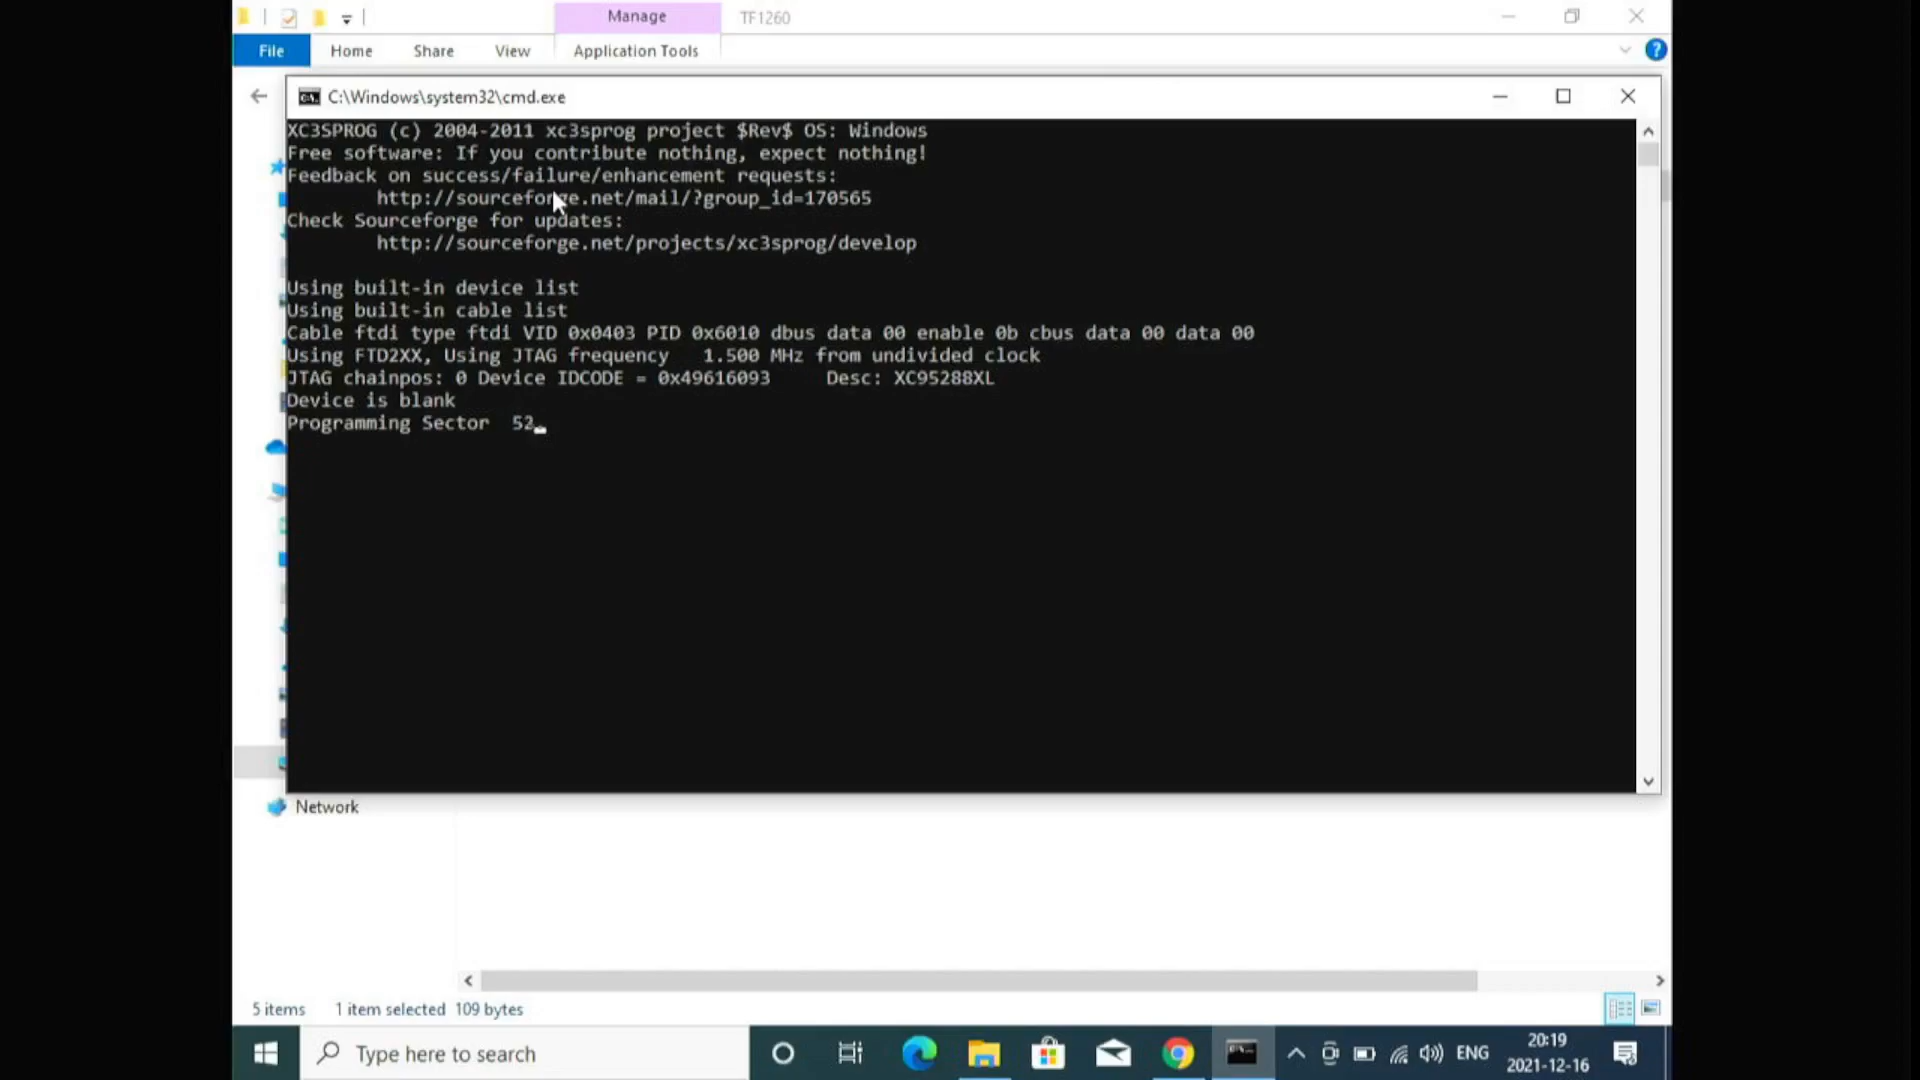 Manage
TF1260
File
Home
Share
View
Application Tools
C:\Windows\system32\cmd.exe
XC3SPROG (c) 2004-2011 xc3sprog project $Rev$ OS: Windows
Free software: If you contribute nothing, expect nothing!
Feedback on success/failure/enhancement requests:
http://sourceforge.net/mail/?group_id=170565
Check Sourceforge for updates:
http://sourceforge.net/projects/xc3sprog/develop
Using built-in device list
Using built-in cable list
Cable ftdi type ftdi VID 0x0403 PID 0x6010 dbus data 00 enable 0b cbus data 00 data 00
Using FTD2XX, Using JTAG frequency   1.500 MHz from undivided clock
JTAG chainpos: 0 Device IDCODE = 0x49616093     Desc: XC95288XL
Device is blank
Programming Sector  52
Network
5 items
1 item selected 109 bytes
Type here to search
ENG
20:19
2021-12-16